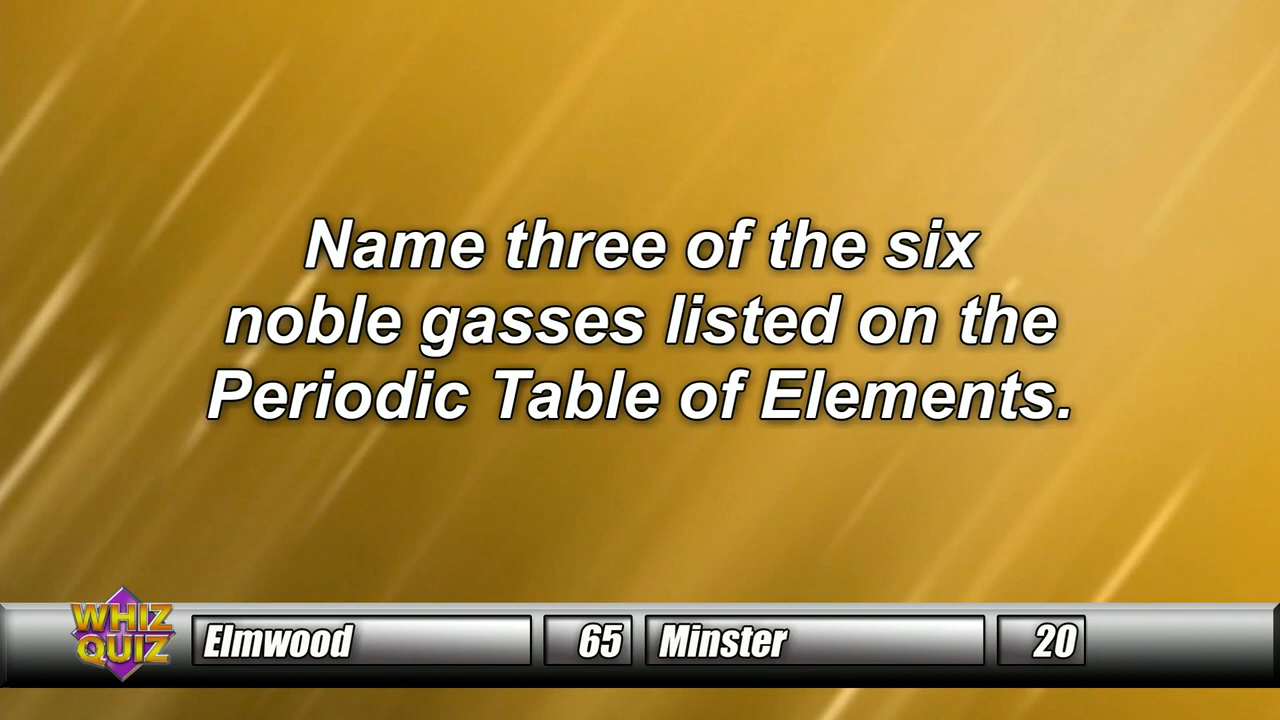 Name three of the six
noble gasses listed on the
Periodic Table of Elements.
WHIZ
QUIZ
Elmwood 65 Minster 20